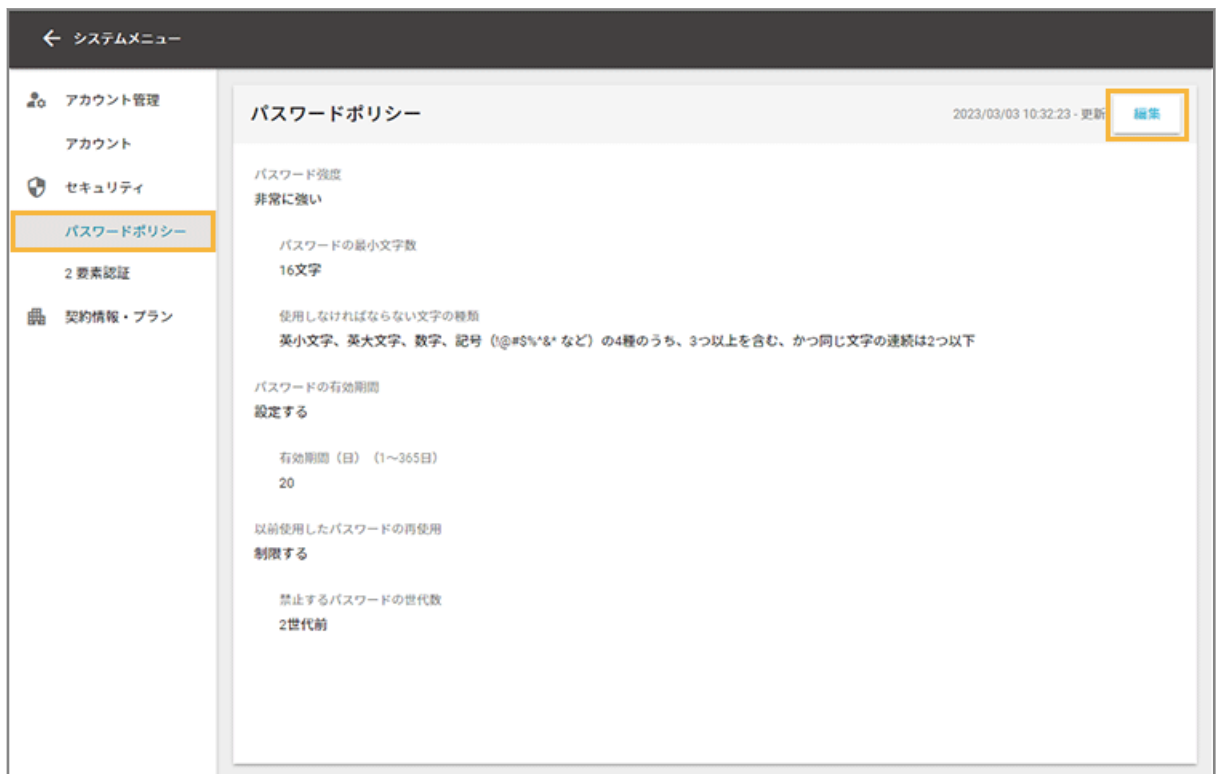 システムメニュー
アカウント管理
アカウント
セキュリティ
パスワードポリシー
2 要素認証
契約情報・プラン
パスワードポリシー
2023/03/03 10:32:23 - 更新
編集
パスワード強度
非常に強い
パスワードの最小文字数
16文字
使用しなければならない文字の種類
英小文字、英大文字、数字、記号（!@#$%^&* など）の4種のうち、3つ以上を含む、かつ同じ文字の連続は2つ以下
パスワードの有効期間
設定する
有効期間（日）（1～365日）
20
以前使用したパスワードの再使用
制限する
禁止するパスワードの世代数
2世代前